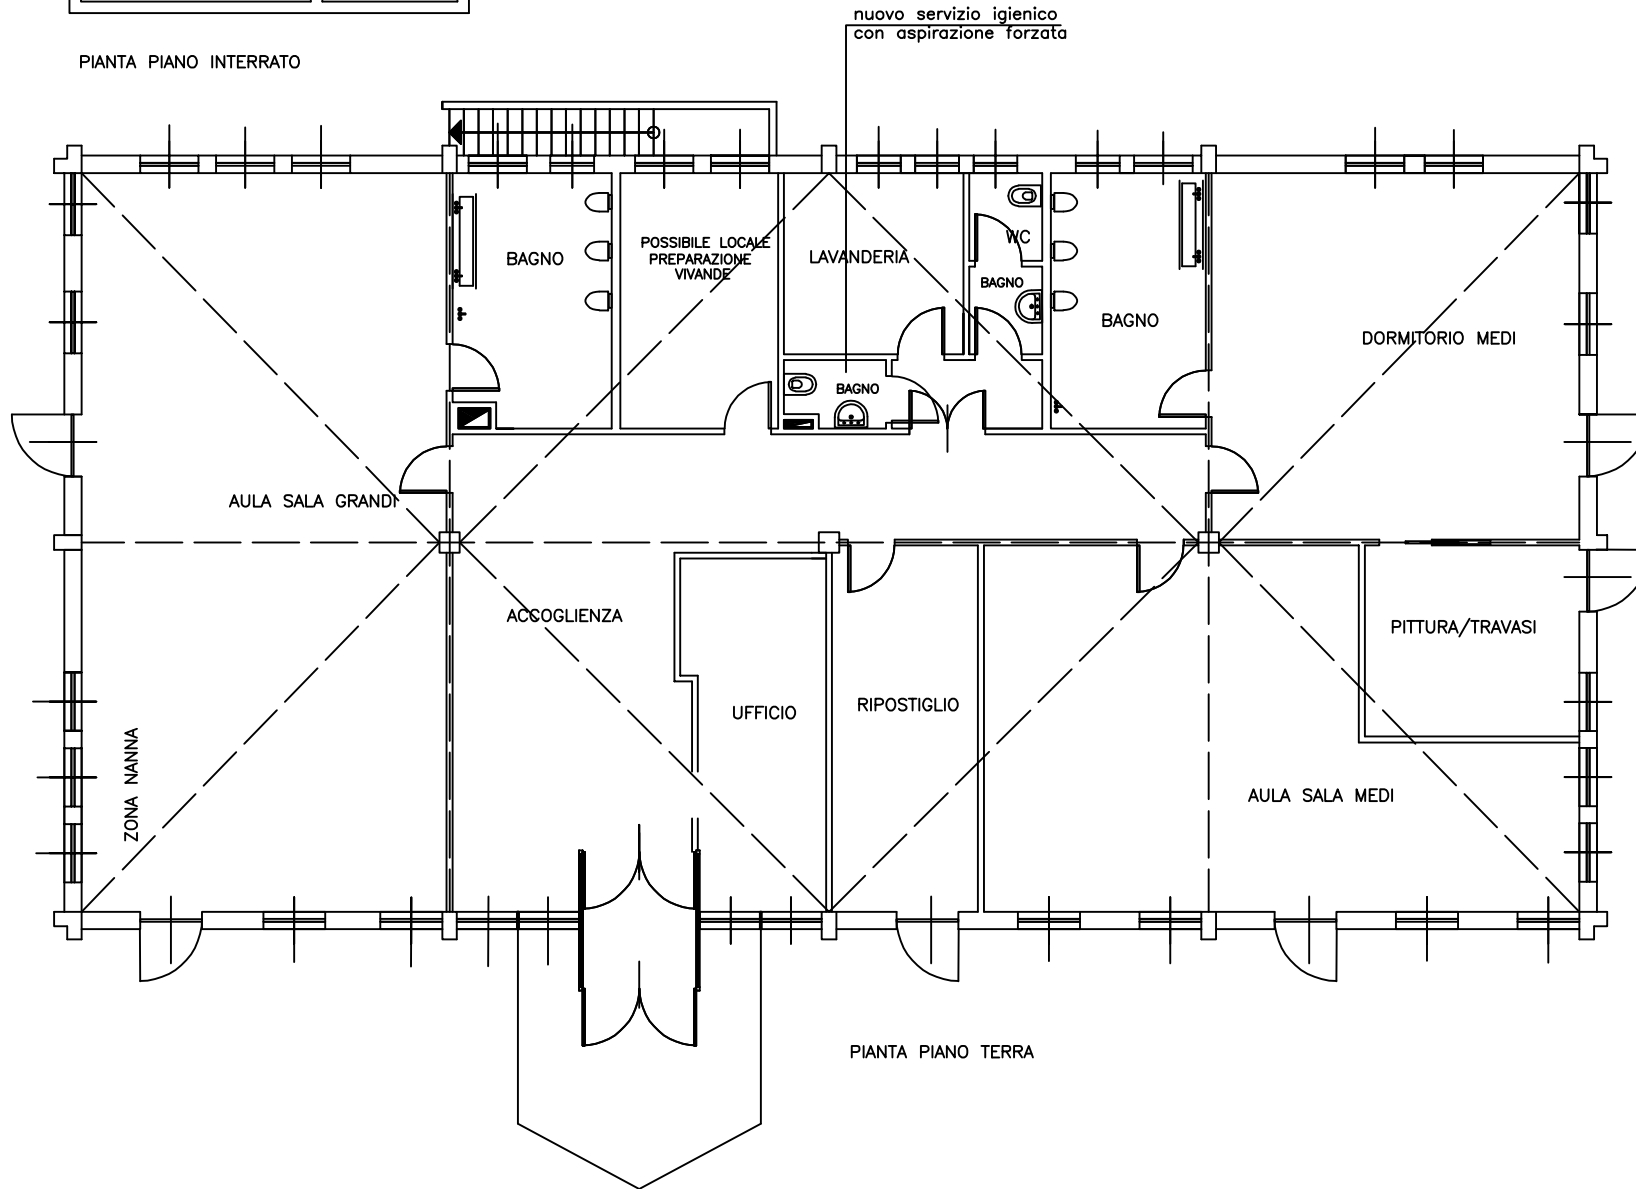 nuovo servizio igienico
con aspirazione forzata
PIANTA PIANO INTERRATO
BAGNO
POSSIBILE LOCALE
PREPARAZIONE
VIVANDE
LAVANDERIA
WC
BAGNO
BAGNO
DORMITORIO MEDI
BAGNO
AULA SALA GRANDI
ACCOGLIENZA
PITTURA/TRAVASI
UFFICIO
RIPOSTIGLIO
ZONA NANNA
AULA SALA MEDI
PIANTA PIANO TERRA